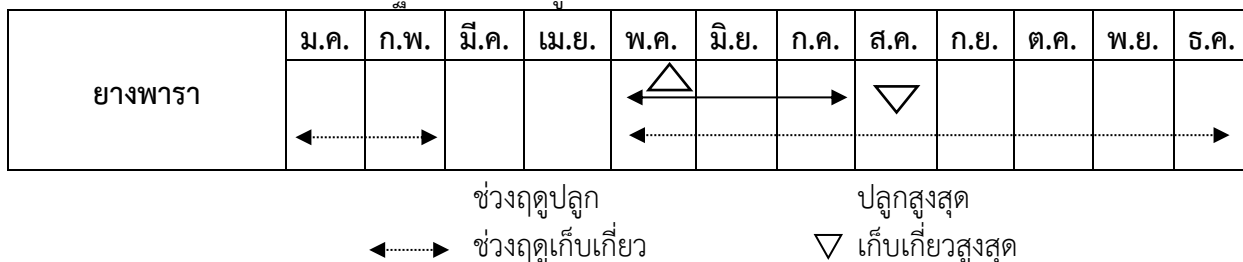 ม.ค. ก.พ. มี.ค. เม.ย. พ.ค. มิ.ย. ก.ค. ส.ค. ก.ย. ต.ค. พ.ย. ธ.ค.
ยางพารา
ช่วงฤดูปลูก ปลูกสูงสุด
ช่วงฤดูเก็บเกี่ยว เก็บเกี่ยวสูงสุด